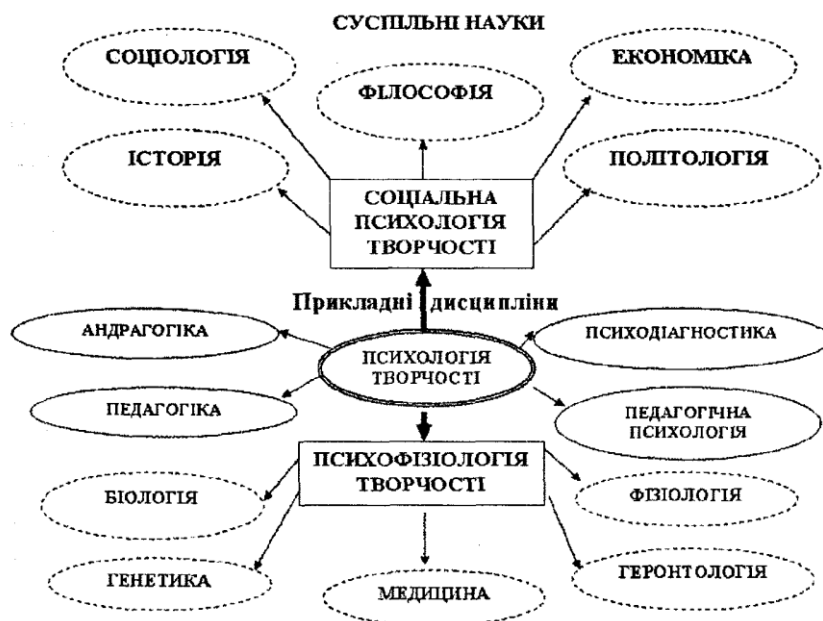 СУСПІЛЬНІ НАУКИ
СОЦІОЛОГІЯ
ФІЛОСОФІЯ
ЕКОНОМІКА
ІСТОРІЯ
ПОЛІТОЛОГІЯ
СОЦІАЛЬНА
ПСИХОЛОГІЯ
ТВОРЧОСТІ
Прикладні дисципліни
АНДРАГОГІКА
ПСИХОЛОГІЯ
ТВОРЧОСТІ
ПСИХОДІАГНОСТИКА
ПЕДАГОГІКА
ПЕДАГОГІЧНА
ПСИХОЛОГІЯ
ПСИХОФІЗІОЛОГІЯ
ТВОРЧОСТІ
БІОЛОГІЯ
ФІЗІОЛОГІЯ
ГЕНЕТИКА
МЕДИЦИНА
ГЕРОНТОЛОГІЯ